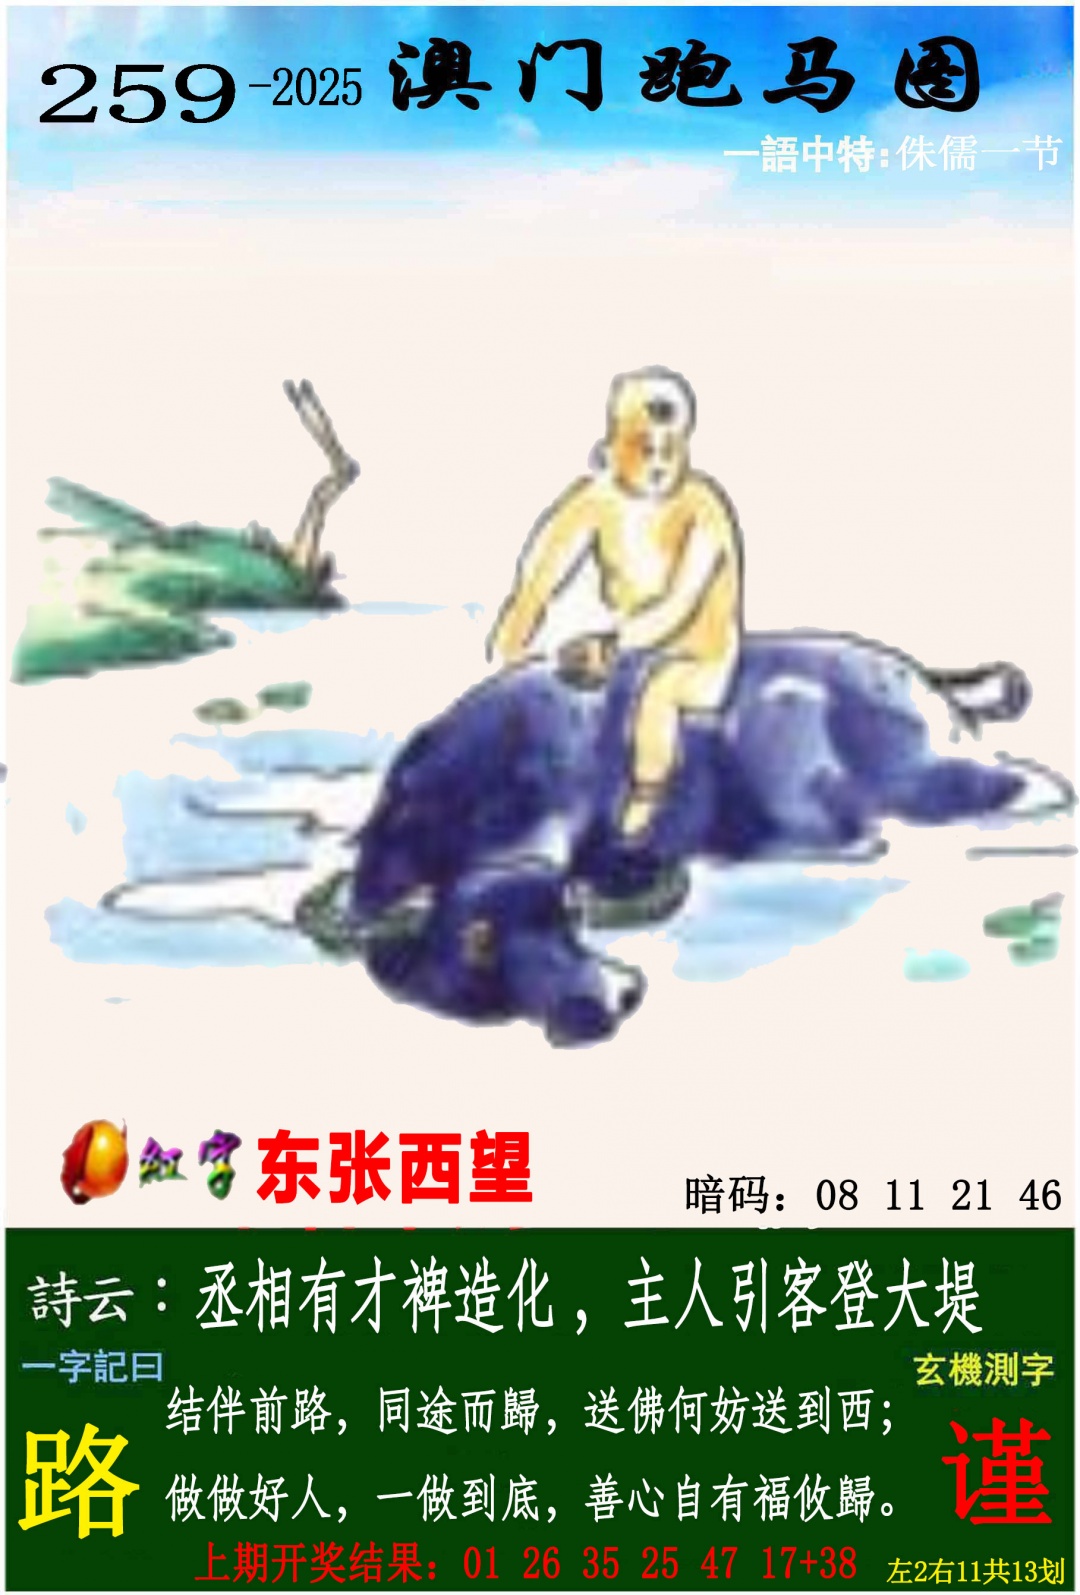 259-2025 澳门跑马图
一語中特:侏儒一节
红字 东张西望
暗码：08 11 21 46
詩云：丞相有才裨造化，主人引客登大堤
一字記曰
玄機測字
结伴前路，同途而歸，送佛何妨送到西；
路
谨
做做好人，一做到底，善心自有福攸歸。
上期开奖结果：01 26 35 25 47 17+38
左2右11共13划